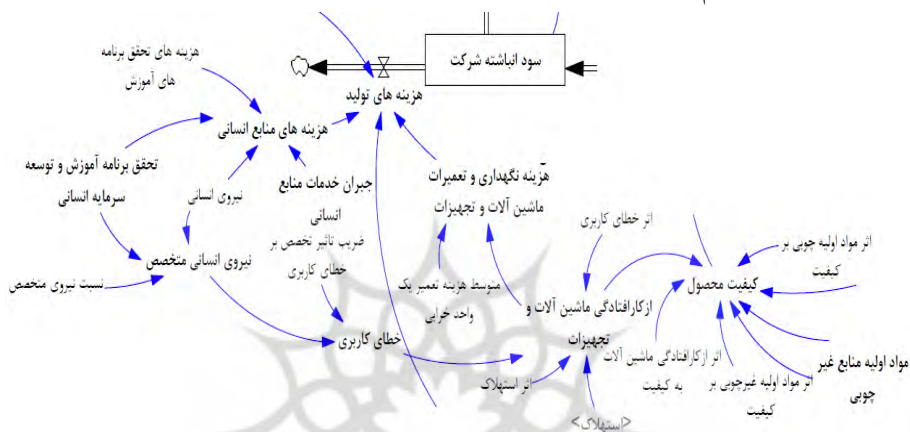 هزینه های تحقق برنامه
های آموزش
سود انباشته شرکت
هزینه های تولید
هزینه های منابع انسانی
تحقق برنامه آموزش و توسعه
سرمایه انسانی
نیروی انسانی
جبران خدمات منابع
انسانی
هزینه نگهداری و تعمیرات
ماشین آلات و تجهیزات
اثر خطای کاربری
اثر مواد اولیه چوبی بر
کیفیت
ضریب تاثیر تخصص بر
خطای کاربری
نیروی انسانی متخصص
نسبت نیروی متخصص
متوسط هزینه تعمیر یک
واحد خرابی
کیفیت محصول
ازکارافتادگی ماشین آلات و
تجهیزات
خطای کاربری
اثر استهلاک
اثر ازکارافتادگی ماشین آلات
به کیفیت
اثر مواد اولیه غیرچوبی بر
کیفیت
مواد اولیه منابع غیر
چوبی
<استهلاک>